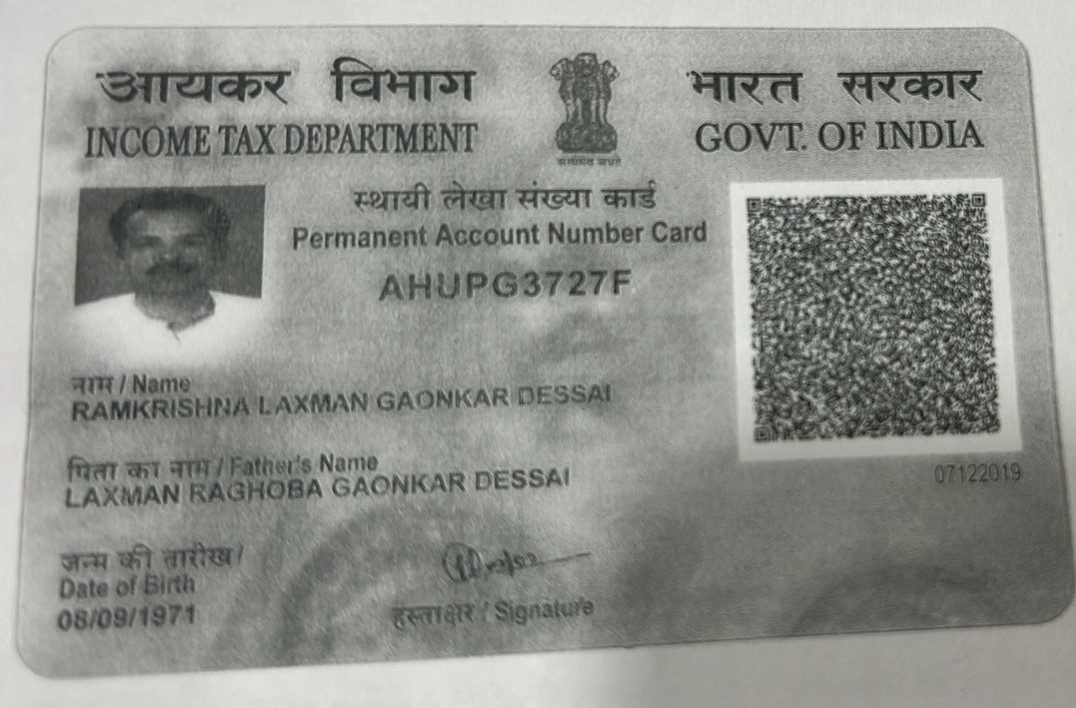 आयकर विभाग
INCOME TAX DEPARTMENT
भारत सरकार
GOVT. OF INDIA
सत्यमेव जयते
स्थायी लेखा संख्या कार्ड
Permanent Account Number Card
AHUPG3727F
नाम / Name
RAMKRISHNA LAXMAN GAONKAR DESSAI
पिता का नाम / Father's Name
LAXMAN RAGHOBA GAONKAR DESSAI
07122019
जन्म की तारीख /
Date of Birth
08/09/1971
हस्ताक्षर / Signature